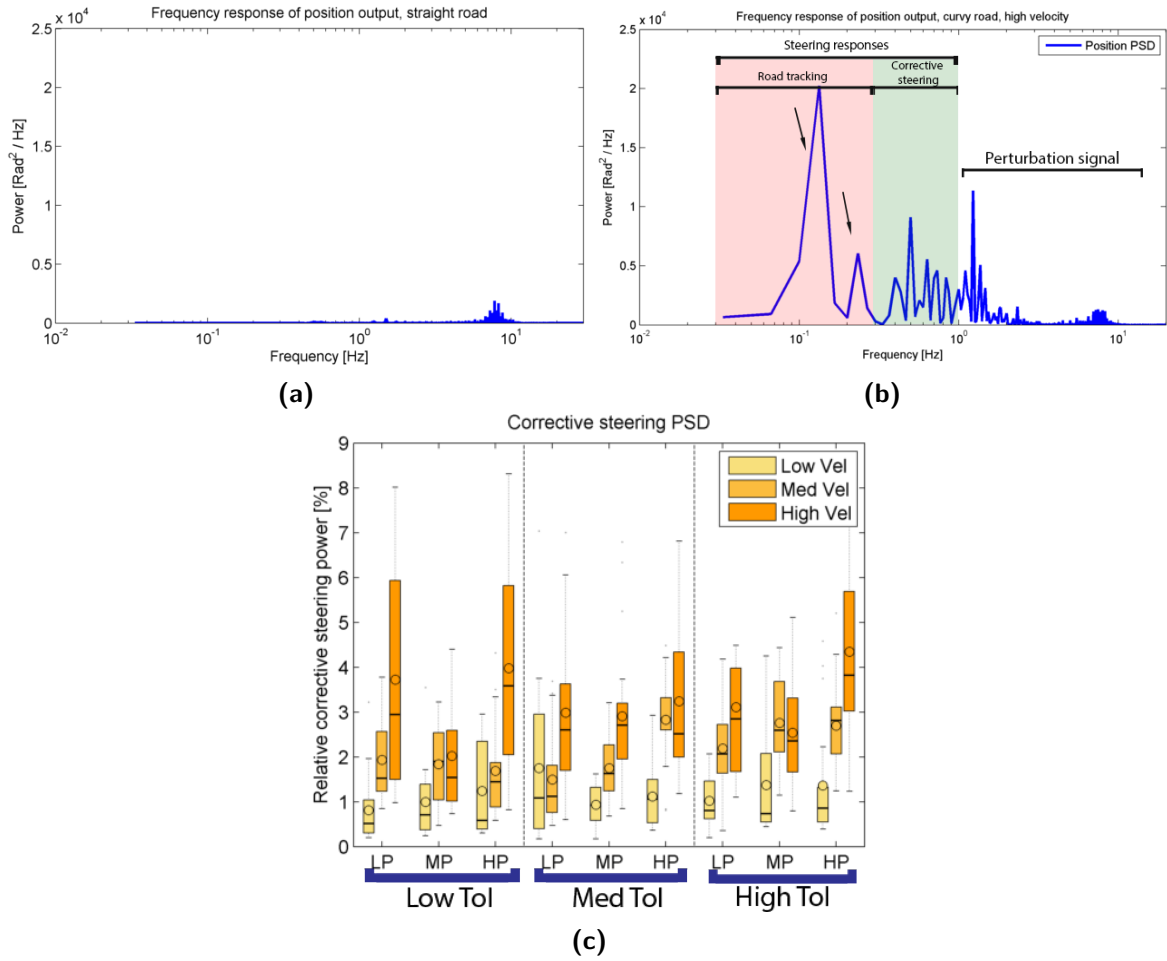 Frequency response of position output, straight road
2.5 x 10^4
2
1.5
1
0.5
0
Power [Rad^2 / Hz]
10^-2 10^-1 10^0 10^1
Frequency [Hz]
(a)
Frequency response of position output, curvy road, high velocity
2.5 x 10^4
2
1.5
1
0.5
0
Power [Rad^2 / Hz]
Position PSD
Steering responses
Road tracking
Corrective
steering
Perturbation signal
10^-2 10^-1 10^0 10^1
Frequency [Hz]
(b)
Corrective steering PSD
9
8
7
6
5
4
3
2
1
0
Relative corrective steering power [%]
Low Vel
Med Vel
High Vel
LP MP HP LP MP HP LP MP HP
Low Tol Med Tol High Tol
(c)